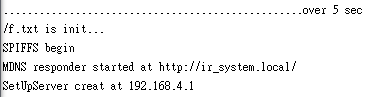 ..................................................over 5 sec
/f.txt is init...
SPIFFS begin
MDNS responder started at http://ir_system.local/
SetUpServer creat at 192.168.4.1